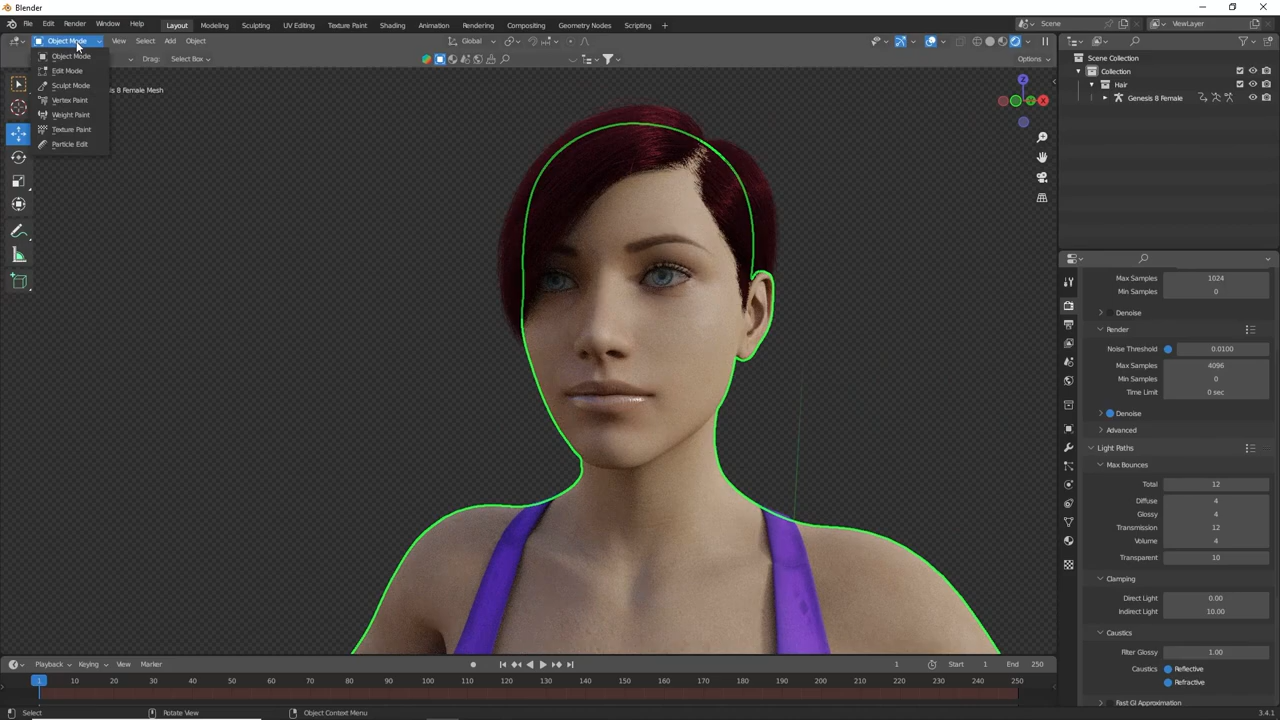 Blender
File Edit Render Window Help Layout Modeling Sculpting UV Editing Texture Paint Shading Animation Rendering Compositing Geometry Nodes Scripting + Scene ViewLayer
Object Mode View Select Add Object Global
Drag: Select Box Options
Object Mode
Edit Mode
Sculpt Mode
Vertex Paint
Weight Paint
Texture Paint
Particle Edit
esis 8 Female Mesh
Z
X
Scene Collection
Collection
Hair
Genesis 8 Female
Max Samples 1024
Min Samples 0
Denoise
Render
Noise Threshold 0.0100
Max Samples 4096
Min Samples 0
Time Limit 0 sec
Denoise
Advanced
Light Paths
Max Bounces
Total 12
Diffuse 4
Glossy 4
Transmission 12
Volume 4
Transparent 10
Clamping
Direct Light 0.00
Indirect Light 10.00
Caustics
Filter Glossy 1.00
Caustics Reflective
Refractive
Fast GI Approximation
Playback Keying View Marker 1 Start 1 End 250
1 10 20 30 40 50 60 70 80 90 100 110 120 130 140 150 160 170 180 190 200 210 220 230 240 250
Select Rotate View Object Context Menu 3.4.1